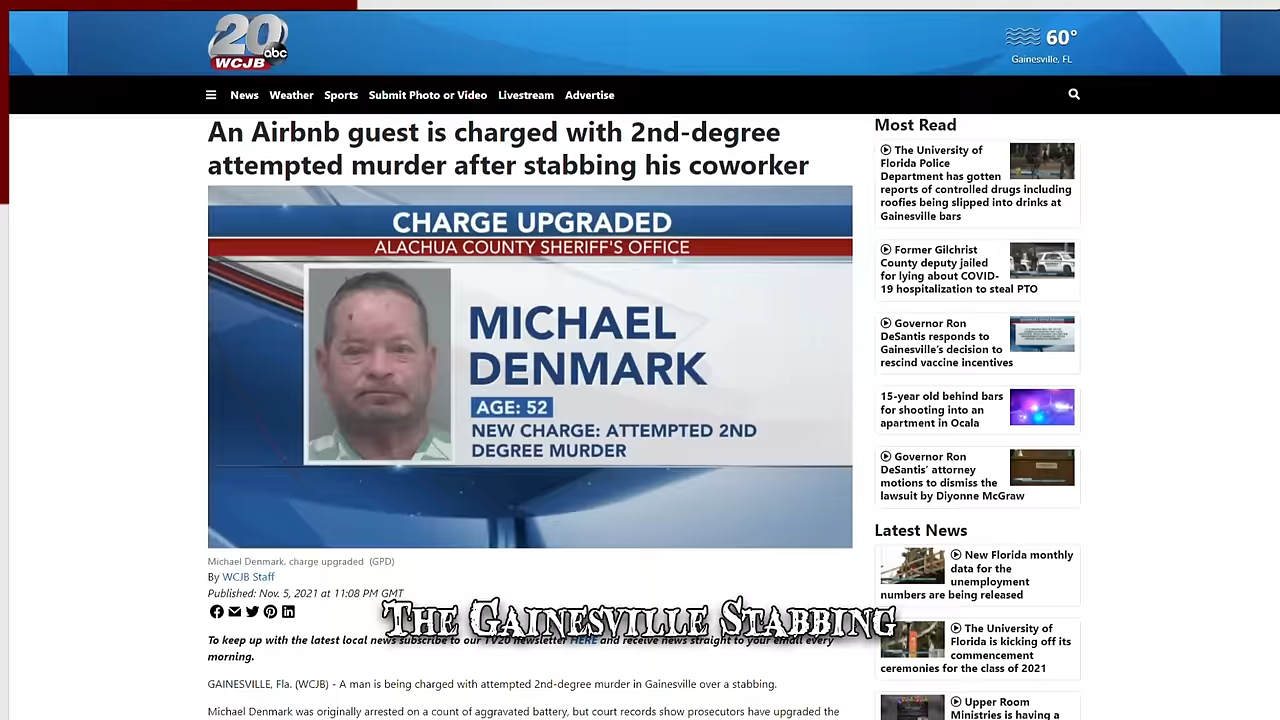 20
abc
WCJB
60°
Gainesville, FL
News Weather Sports Submit Photo or Video Livestream Advertise
An Airbnb guest is charged with 2nd-degree
attempted murder after stabbing his coworker
CHARGE UPGRADED
ALACHUA COUNTY SHERIFF'S OFFICE
MICHAEL
DENMARK
AGE: 52
NEW CHARGE: ATTEMPTED 2ND
DEGREE MURDER
Michael Denmark, charge upgraded (GPD)
By WCJB Staff
Published: Nov. 5, 2021 at 11:08 PM GMT
The Gainesville Stabbing
To keep up with the latest local news subscribe to our TV20 newsletter HERE and receive news straight to your email every
morning.
GAINESVILLE, Fla. (WCJB) - A man is being charged with attempted 2nd-degree murder in Gainesville over a stabbing.
Michael Denmark was originally arrested on a count of aggravated battery, but court records show prosecutors have upgraded the
Most Read
The University of
Florida Police
Department has gotten
reports of controlled drugs including
roofies being slipped into drinks at
Gainesville bars
Former Gilchrist
County deputy jailed
for lying about COVID-
19 hospitalization to steal PTO
Governor Ron
DeSantis responds to
Gainesville's decision to
rescind vaccine incentives
15-year old behind bars
for shooting into an
apartment in Ocala
Governor Ron
DeSantis' attorney
motions to dismiss the
lawsuit by Diyonne McGraw
Latest News
New Florida monthly
data for the
unemployment
numbers are being released
The University of
Florida is kicking off its
commencement
ceremonies for the class of 2021
Upper Room
Ministries is having a